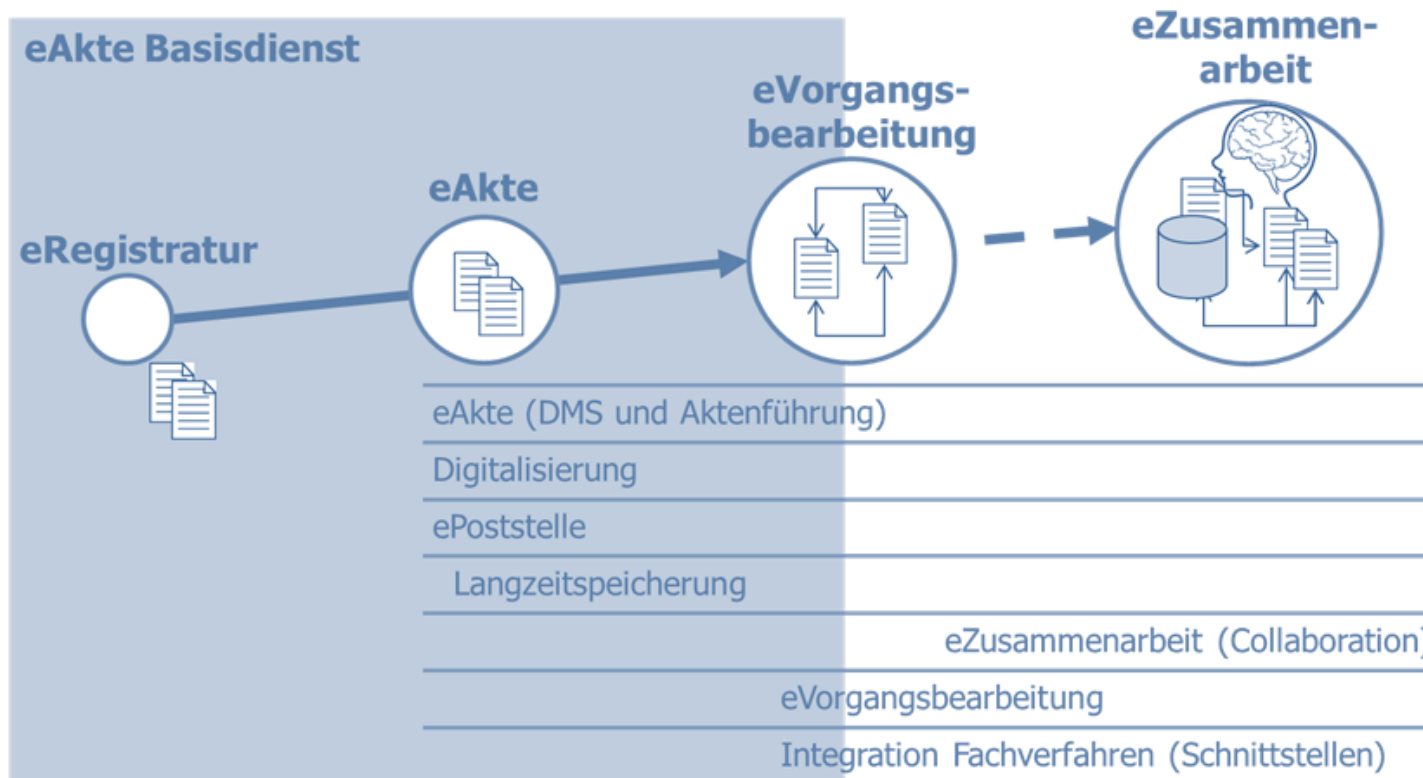 eAkte Basisdienst
eZusammen-
arbeit
eVorgangs-
bearbeitung
eAkte
eRegistratur
eAkte (DMS und Aktenführung)
Digitalisierung
ePoststelle
Langzeitspeicherung
eZusammenarbeit (Collaboration)
eVorgangsbearbeitung
Integration Fachverfahren (Schnittstellen)